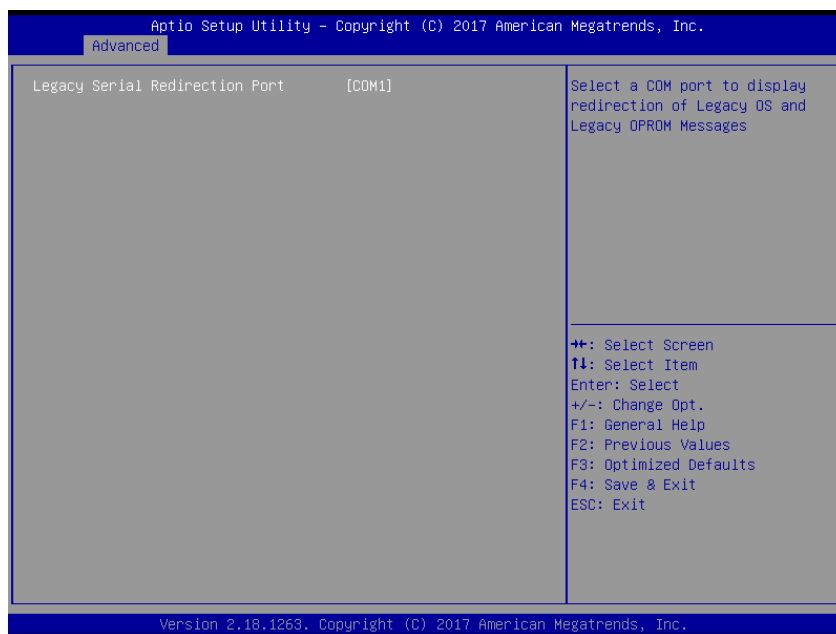 Aptio Setup Utility – Copyright (C) 2017 American Megatrends, Inc.
Advanced
Legacy Serial Redirection Port [COM1]
Select a COM port to display
redirection of Legacy OS and
Legacy OPROM Messages
→←: Select Screen
↑↓: Select Item
Enter: Select
+/-: Change Opt.
F1: General Help
F2: Previous Values
F3: Optimized Defaults
F4: Save & Exit
ESC: Exit
Version 2.18.1263. Copyright (C) 2017 American Megatrends, Inc.